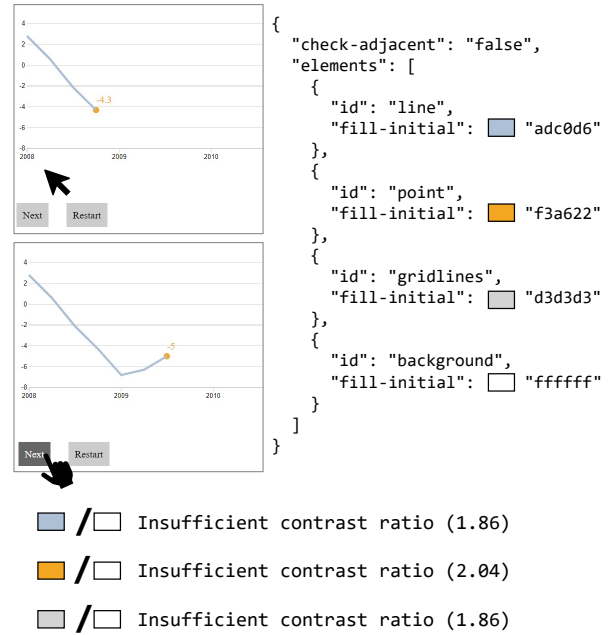 4
2
0
-2
-4
-6
-8
-4.3
2008 2009 2010
Next Restart
4
2
0
-2
-4
-6
-8
-5
2008 2009 2010
Next Restart
{
"check-adjacent": "false",
"elements": [
{
"id": "line",
"fill-initial": "adc0d6"
},
{
"id": "point",
"fill-initial": "f3a622"
},
{
"id": "gridlines",
"fill-initial": "d3d3d3"
},
{
"id": "background",
"fill-initial": "ffffff"
}
]
}
/ Insufficient contrast ratio (1.86)
/ Insufficient contrast ratio (2.04)
/ Insufficient contrast ratio (1.86)